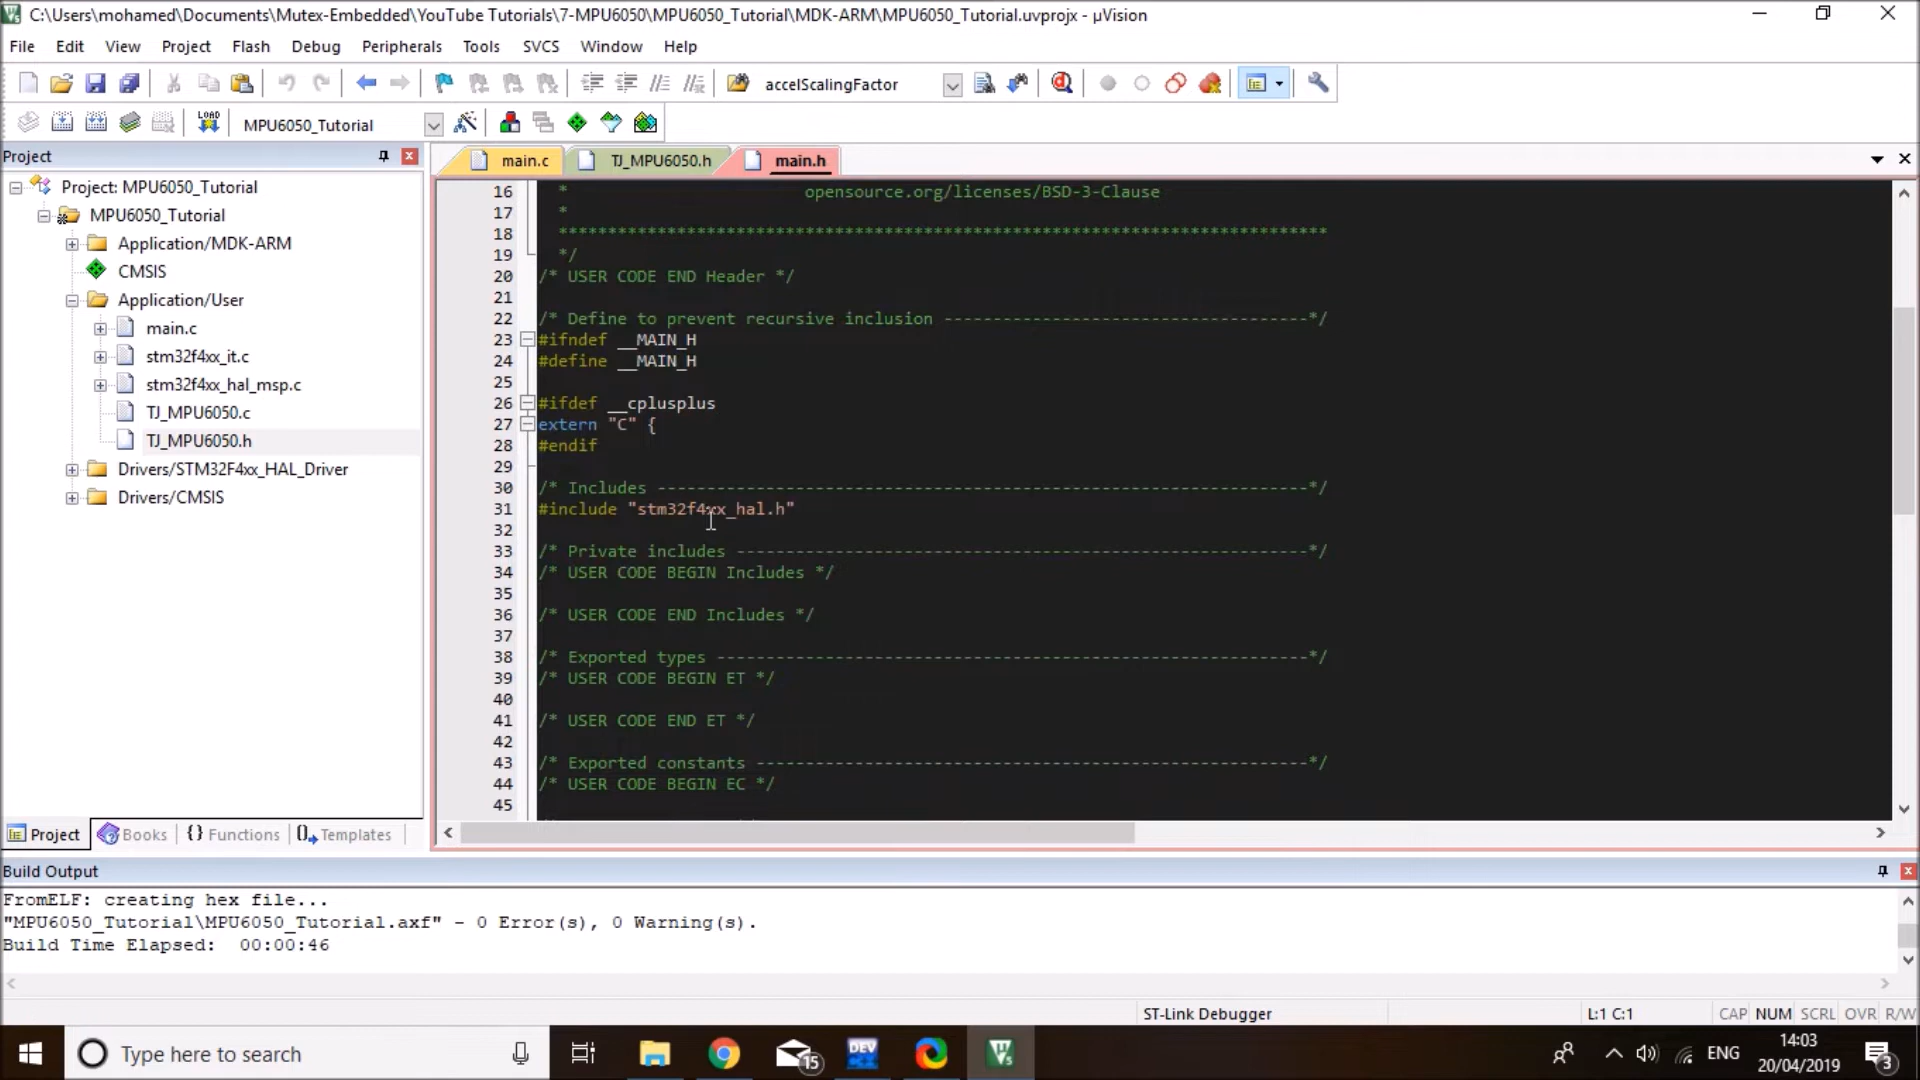 C:\Users\mohamed\Documents\Mutex-Embedded\YouTube Tutorials\7-MPU6050\MPU6050_Tutorial\MDK-ARM\MPU6050_Tutorial.uvprojx - µVision
File Edit View Project Flash Debug Peripherals Tools SVCS Window Help
accelScalingFactor
LOAD MPU6050_Tutorial
Project
main.c TJ_MPU6050.h main.h
Project: MPU6050_Tutorial
MPU6050_Tutorial
Application/MDK-ARM
CMSIS
Application/User
main.c
stm32f4xx_it.c
stm32f4xx_hal_msp.c
TJ_MPU6050.c
TJ_MPU6050.h
Drivers/STM32F4xx_HAL_Driver
Drivers/CMSIS
Project Books {} Functions Templates
16 * opensource.org/licenses/BSD-3-Clause
17 *
18 ******************************************************************************
19 */
20 /* USER CODE END Header */
21
22 /* Define to prevent recursive inclusion -------------------------------------*/
23 #ifndef __MAIN_H
24 #define __MAIN_H
25
26 #ifdef __cplusplus
27 extern "C" {
28 #endif
29
30 /* Includes ------------------------------------------------------------------*/
31 #include "stm32f4xx_hal.h"
32
33 /* Private includes ----------------------------------------------------------*/
34 /* USER CODE BEGIN Includes */
35
36 /* USER CODE END Includes */
37
38 /* Exported types ------------------------------------------------------------*/
39 /* USER CODE BEGIN ET */
40
41 /* USER CODE END ET */
42
43 /* Exported constants --------------------------------------------------------*/
44 /* USER CODE BEGIN EC */
45
Build Output
FromELF: creating hex file...
"MPU6050_Tutorial\MPU6050_Tutorial.axf" - 0 Error(s), 0 Warning(s).
Build Time Elapsed: 00:00:46
ST-Link Debugger L:1 C:1 CAP NUM SCRL OVR R/W
Type here to search
15
DEV
ENG
14:03
20/04/2019
3